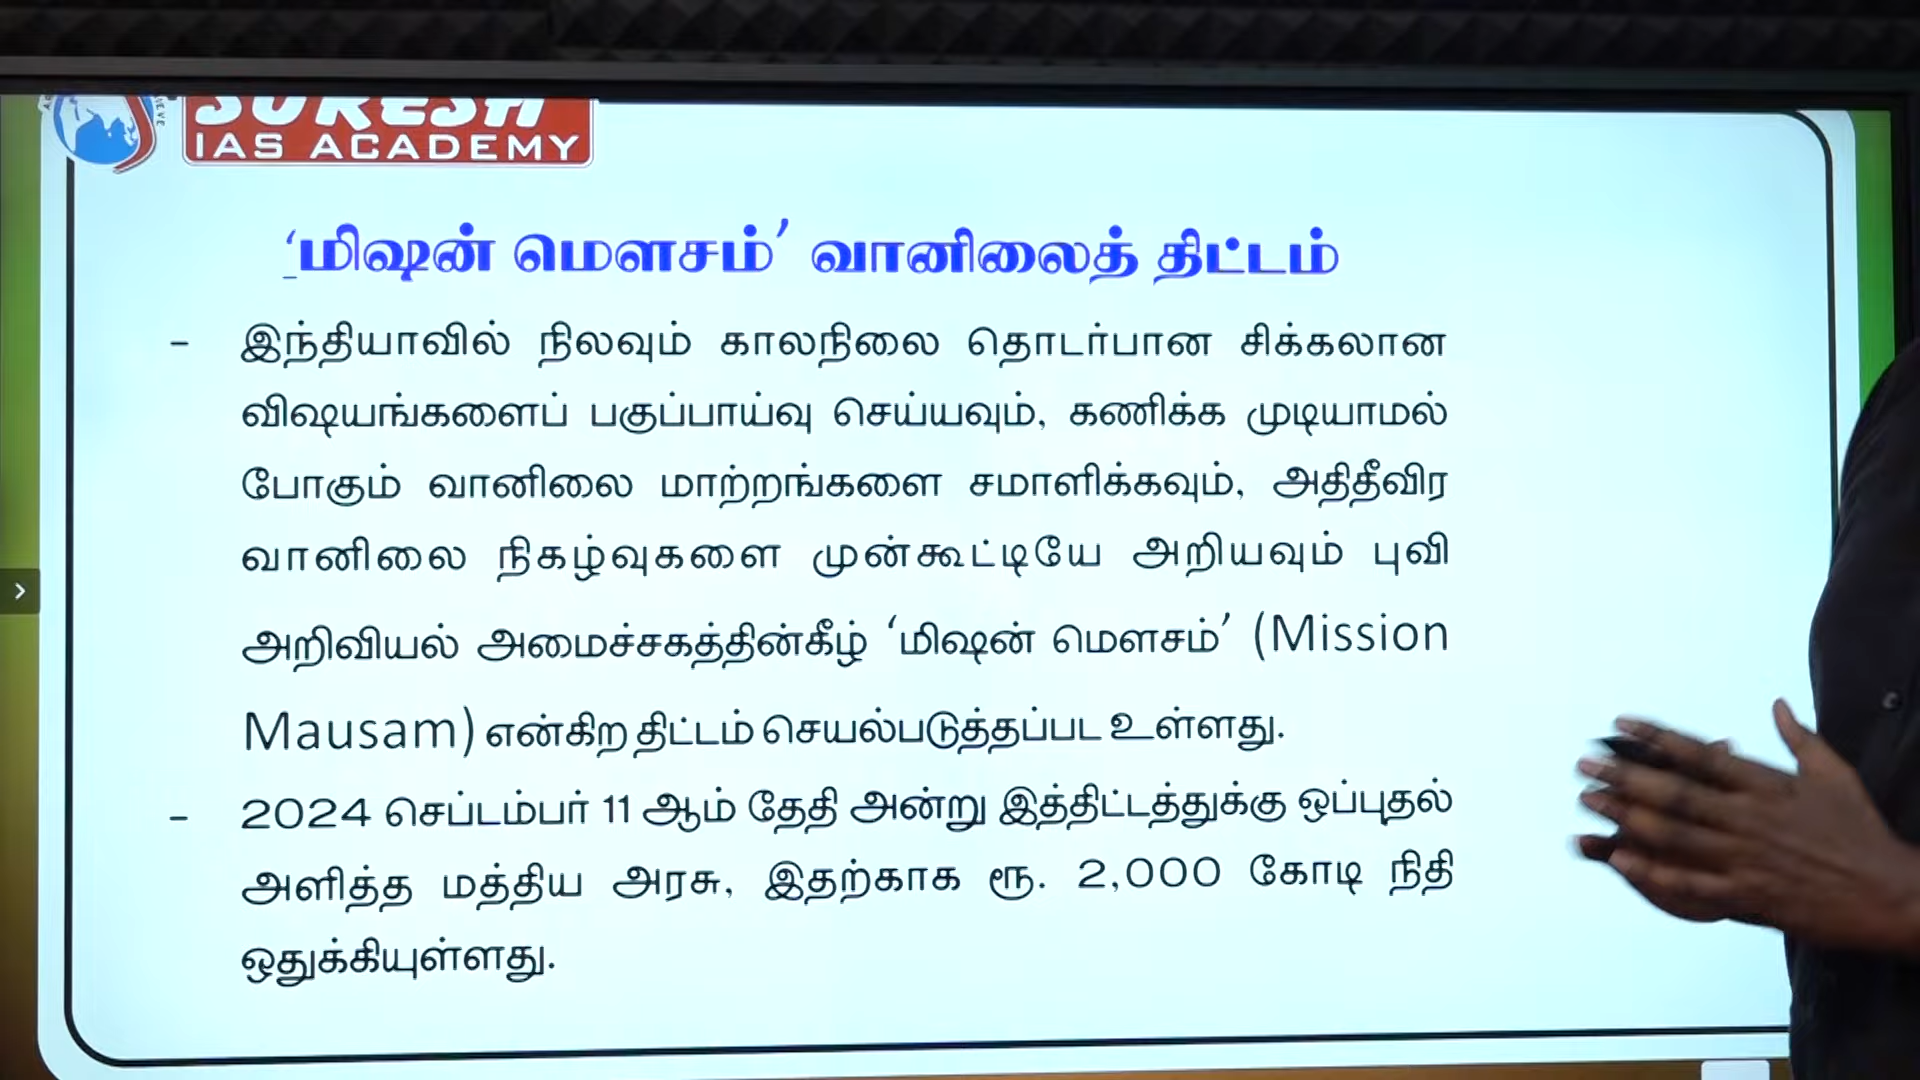 SURESH
IAS ACADEMY
‘மிஷன் மௌசம்’ வானிலைத் திட்டம்
- இந்தியாவில் நிலவும் காலநிலை தொடர்பான சிக்கலான
விஷயங்களைப் பகுப்பாய்வு செய்யவும், கணிக்க முடியாமல்
போகும் வானிலை மாற்றங்களை சமாளிக்கவும், அதிதீவிர
வானிலை நிகழ்வுகளை முன்கூட்டியே அறியவும் புவி
அறிவியல் அமைச்சகத்தின்கீழ் ‘மிஷன் மௌசம்’ (Mission
Mausam) என்கிற திட்டம் செயல்படுத்தப்பட உள்ளது.
- 2024 செப்டம்பர் 11 ஆம் தேதி அன்று இத்திட்டத்துக்கு ஒப்புதல்
அளித்த மத்திய அரசு, இதற்காக ரூ. 2,000 கோடி நிதி
ஒதுக்கியுள்ளது.